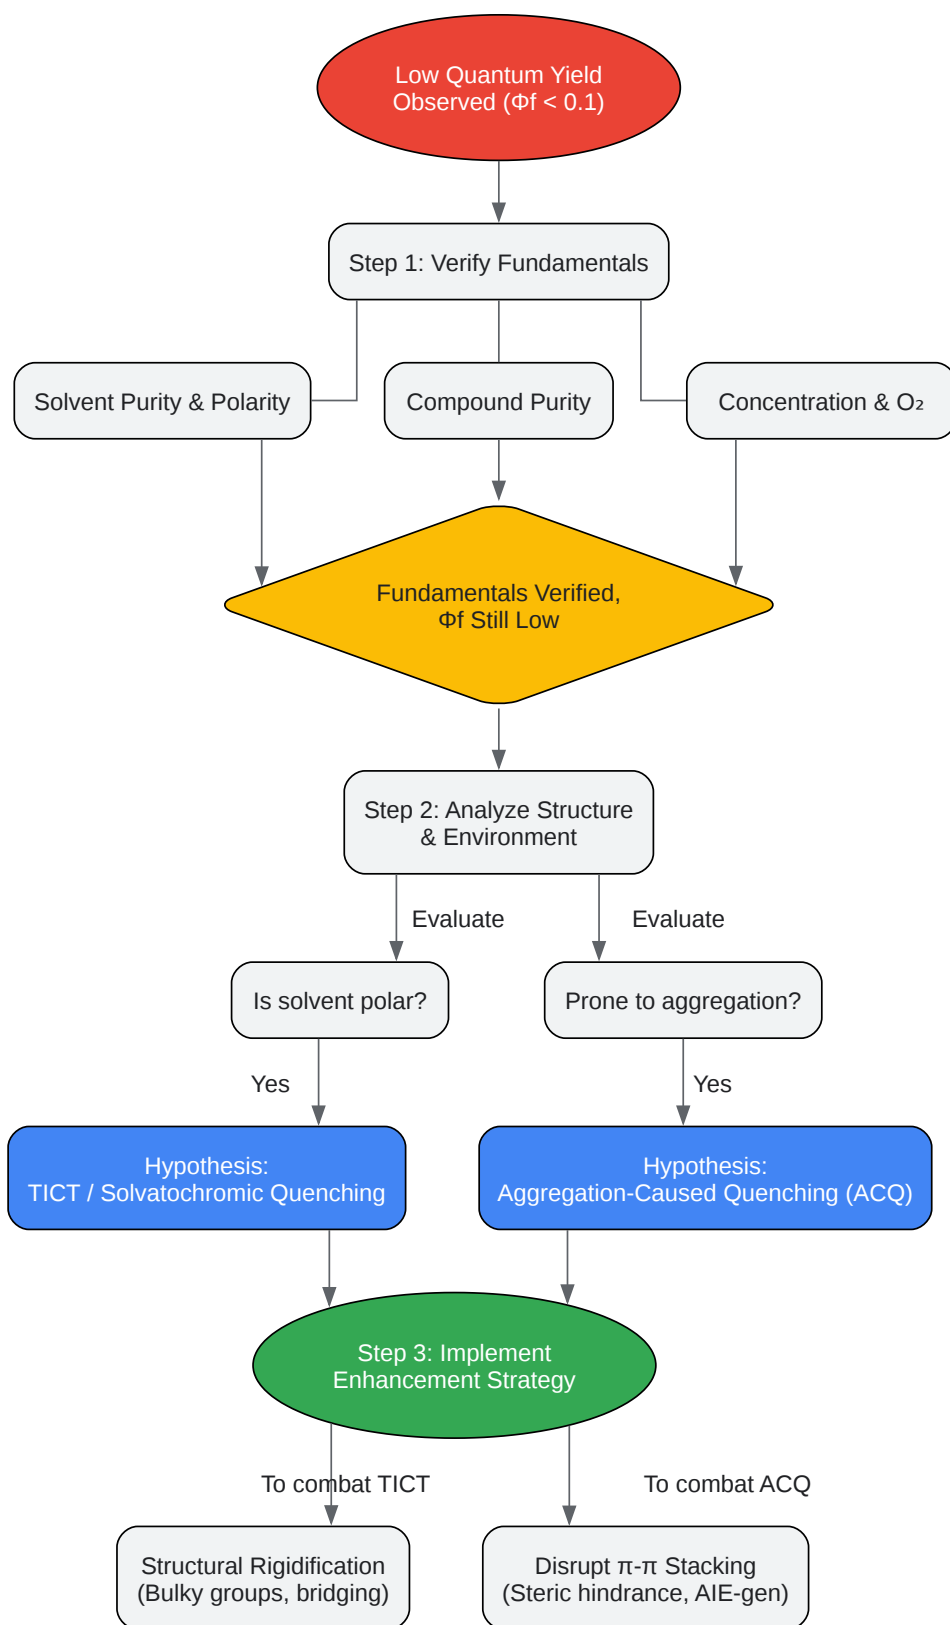 Low Quantum Yield
Observed (Φf < 0.1)
Step 1: Verify Fundamentals
Solvent Purity & Polarity
Compound Purity
Concentration & O₂
Fundamentals Verified,
Φf Still Low
Step 2: Analyze Structure
& Environment
Evaluate
Evaluate
Is solvent polar?
Prone to aggregation?
Yes
Yes
Hypothesis:
TICT / Solvatochromic Quenching
Hypothesis:
Aggregation-Caused Quenching (ACQ)
Step 3: Implement
Enhancement Strategy
To combat TICT
To combat ACQ
Structural Rigidification
(Bulky groups, bridging)
Disrupt π-π Stacking
(Steric hindrance, AIE-gen)